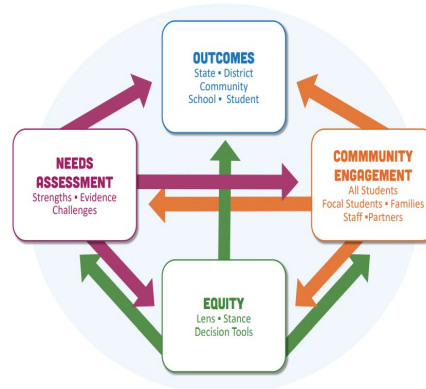 OUTCOMES
State • District
Community
School • Student
NEEDS
ASSESSMENT
Strengths • Evidence
Challenges
COMMMUNITY
ENGAGEMENT
All Students
Focal Students • Families
Staff •Partners
EQUITY
Lens • Stance
Decision Tools